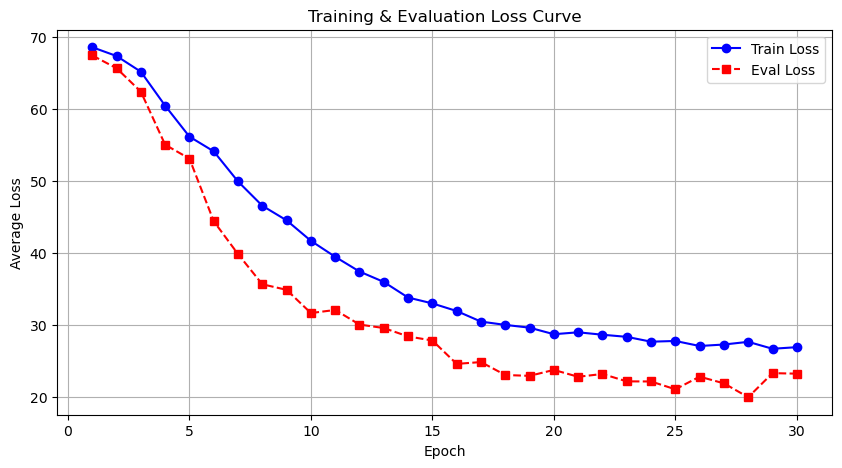 Training & Evaluation Loss Curve
Train Loss
Eval Loss
Average Loss
70
60
50
40
30
20
0 5 10 15 20 25 30
Epoch